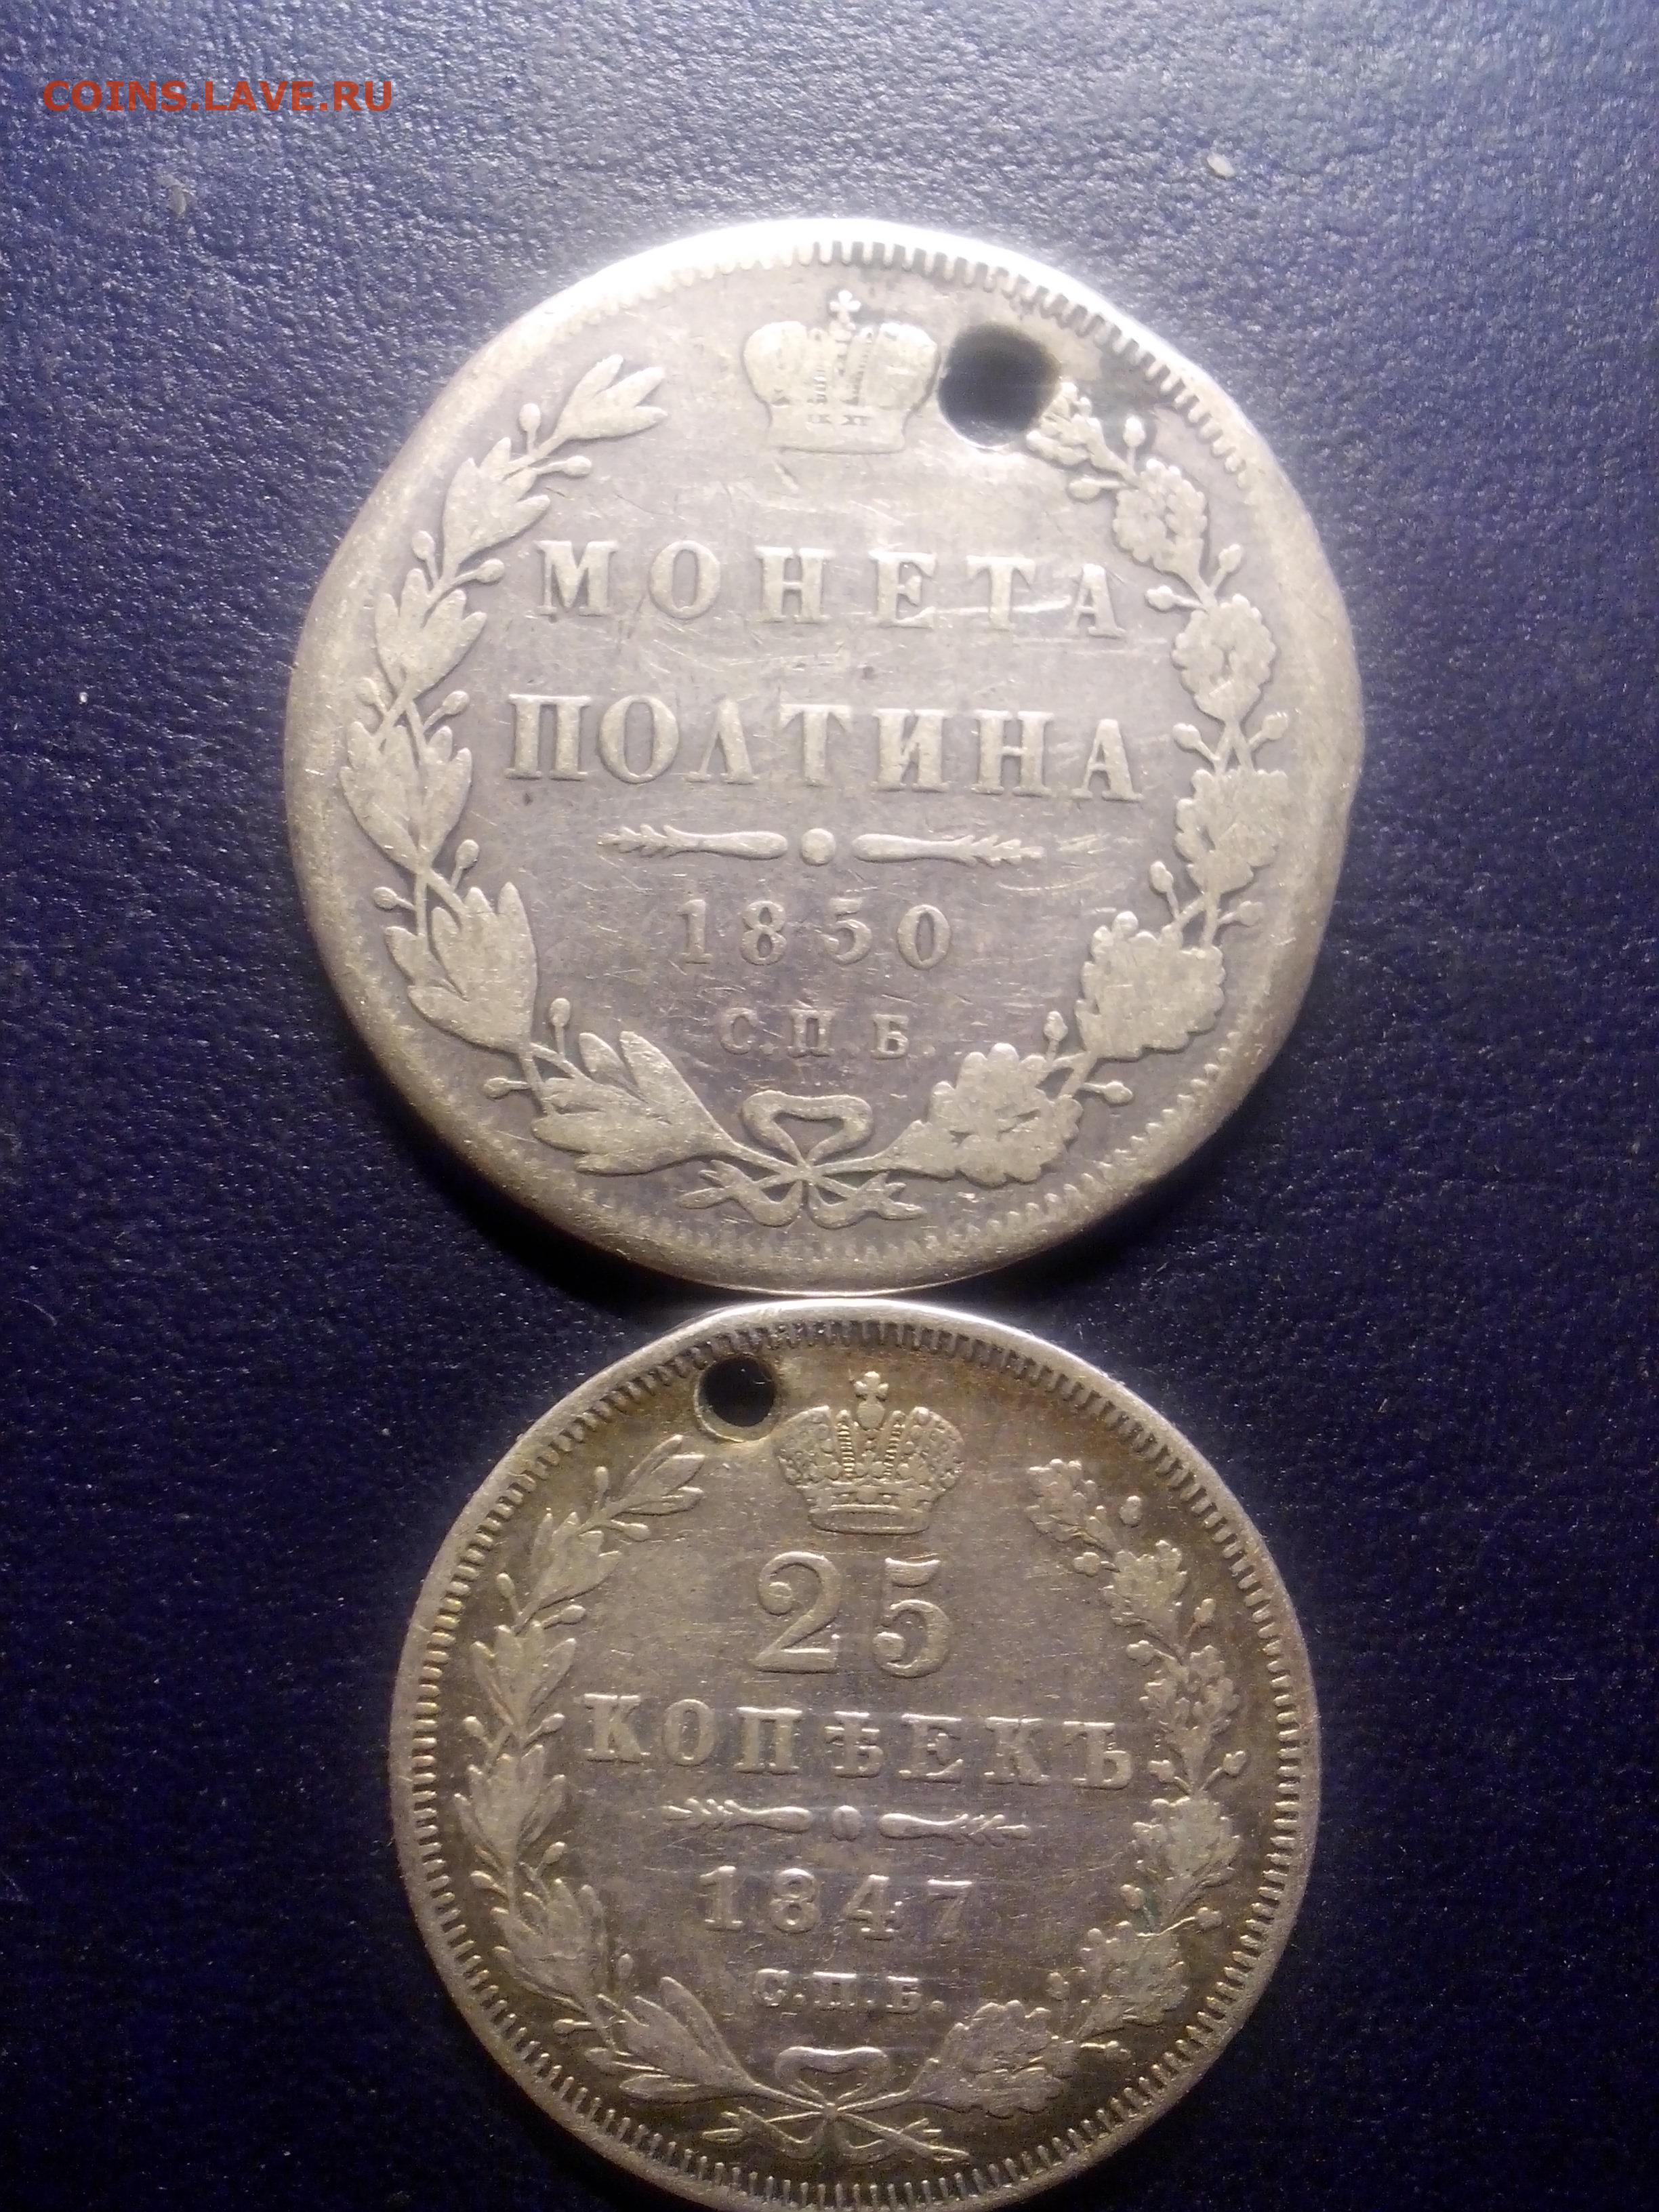 COINS.LAVE.RU
МОНЕТА
ПОЛТИНА
1850
С.П.Б.
25
КОПѢЕКЪ
1847
С.П.Б.